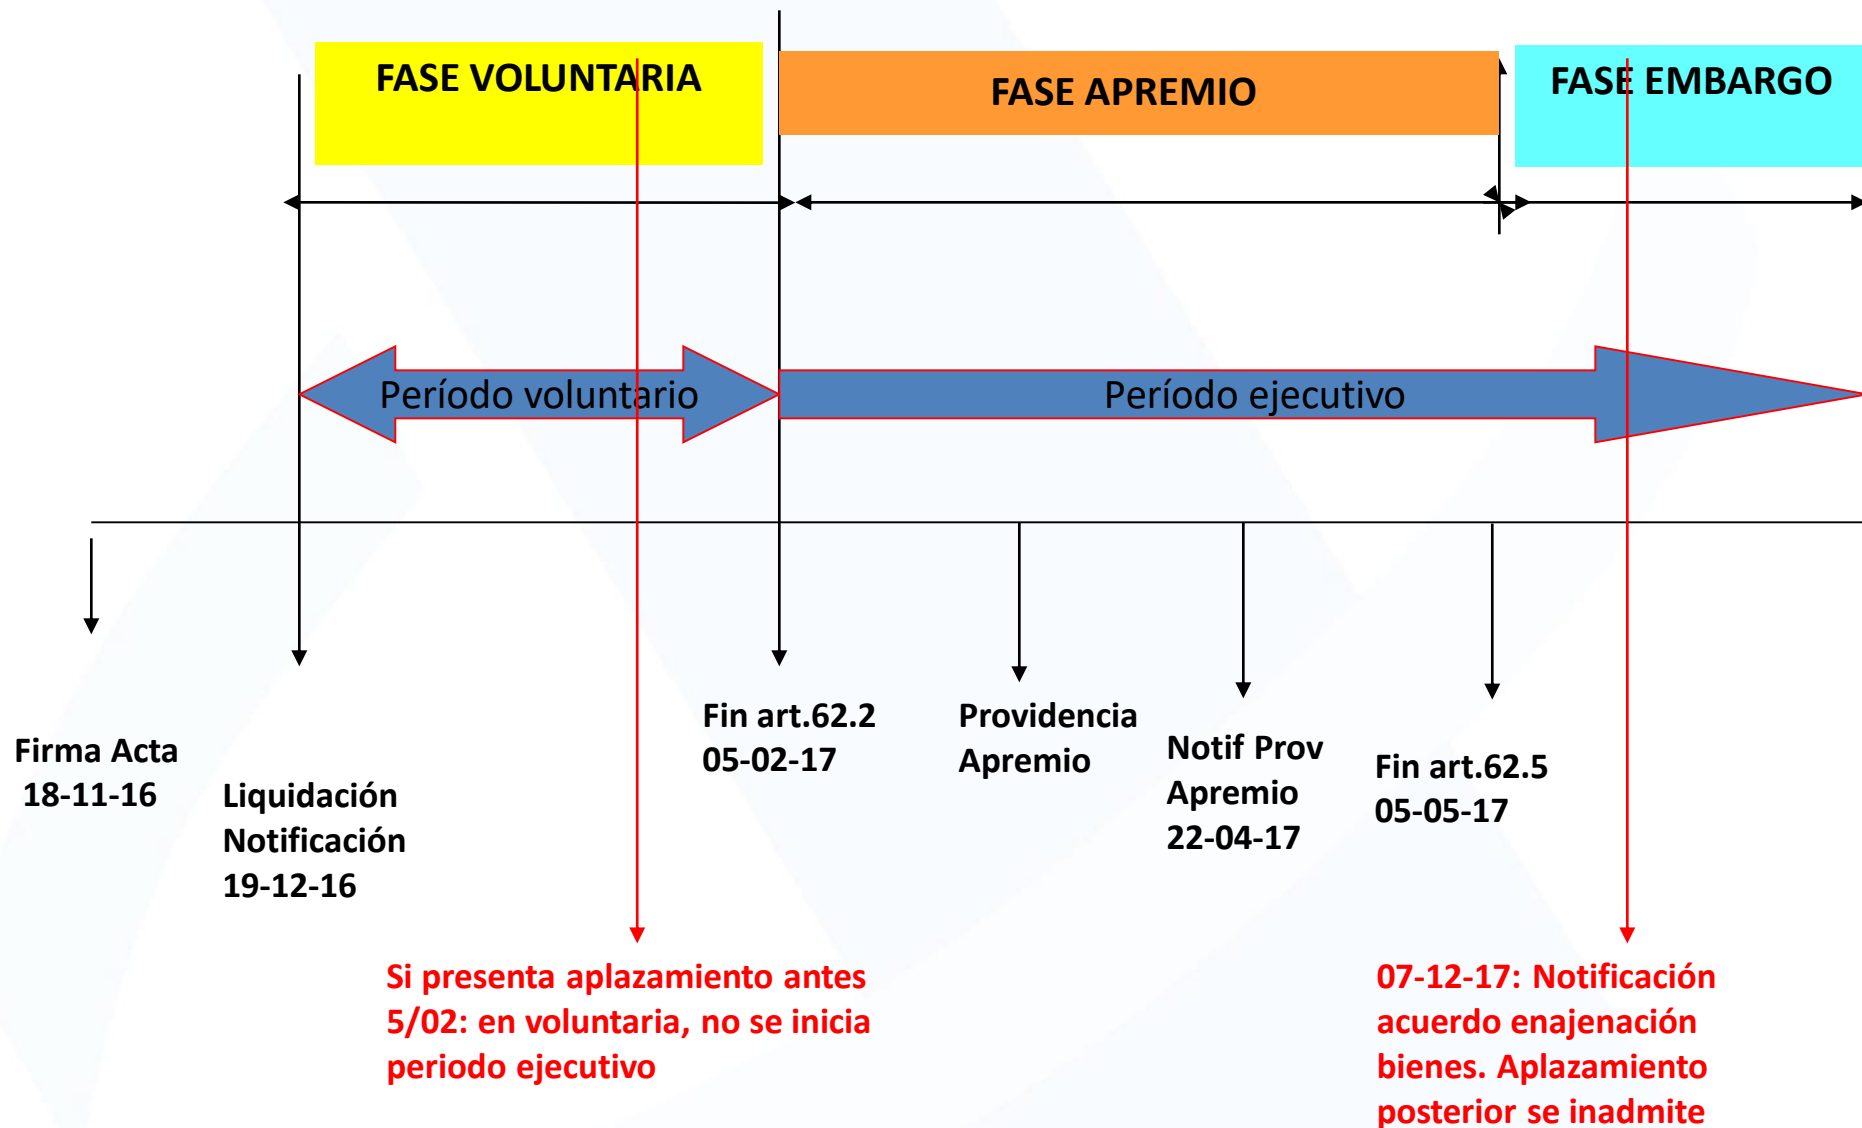 FASE VOLUNTARIA
FASE APREMIO
FASE EMBARGO
Período voluntario
Período ejecutivo
Firma Acta
18-11-16
Liquidación
Notificación
19-12-16
Fin art.62.2
05-02-17
Providencia
Apremio
Notif Prov
Apremio
22-04-17
Fin art.62.5
05-05-17
Si presenta aplazamiento antes
5/02: en voluntaria, no se inicia
periodo ejecutivo
07-12-17: Notificación
acuerdo enajenación
bienes. Aplazamiento
posterior se inadmite